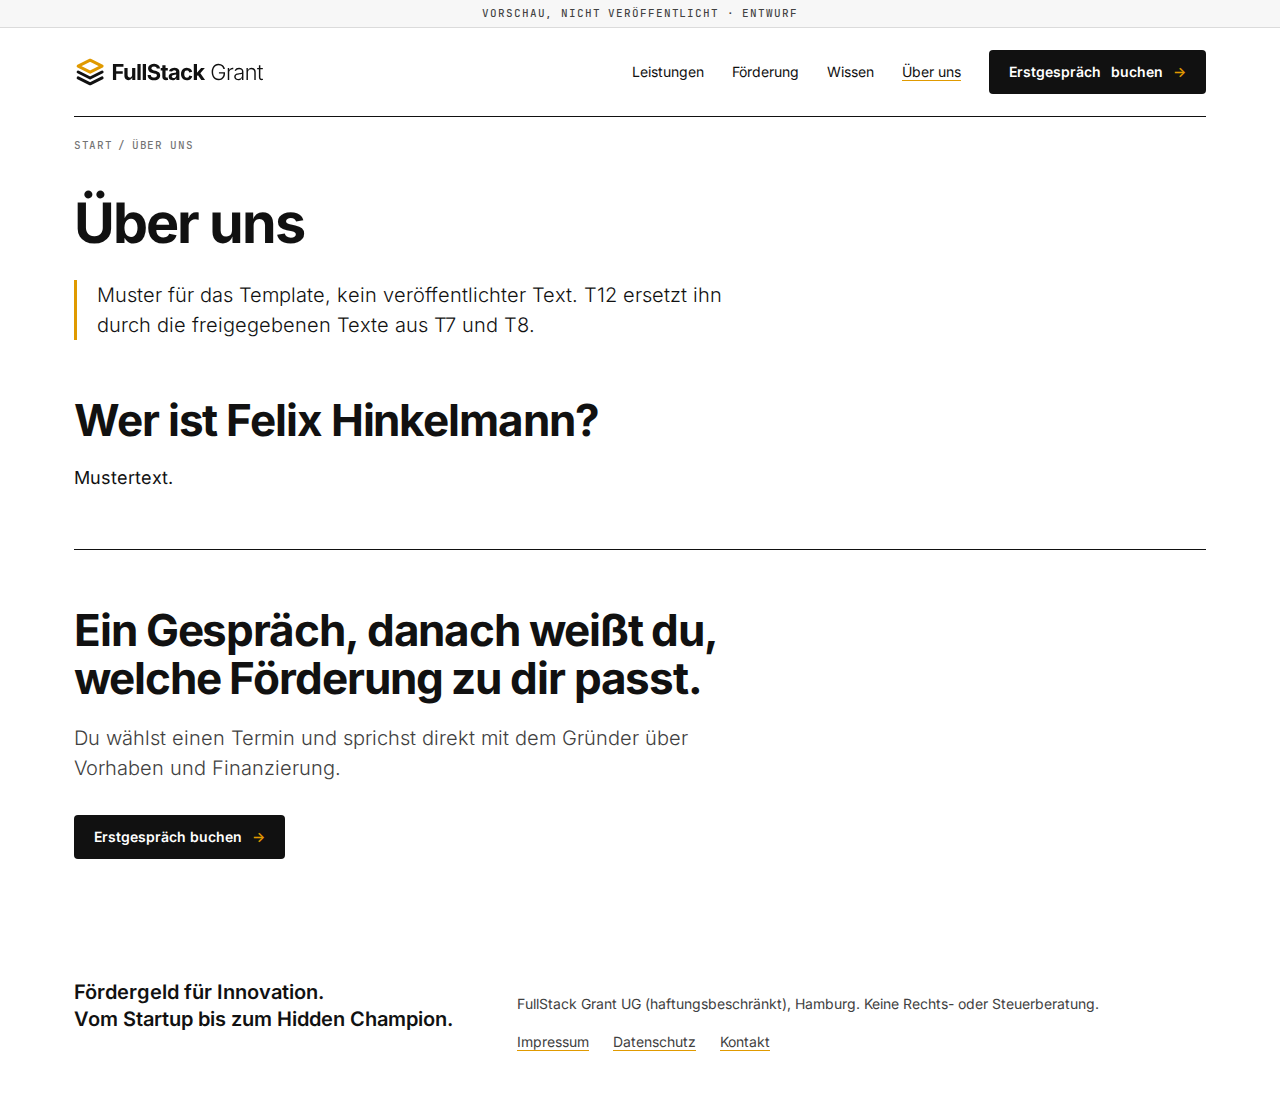 VORSCHAU, NICHT VERÖFFENTLICHT · ENTWURF
FullStack Grant
Leistungen
Förderung
Wissen
Über uns
Erstgespräch buchen →
START / ÜBER UNS
Über uns
Muster für das Template, kein veröffentlichter Text. T12 ersetzt ihn
durch die freigegebenen Texte aus T7 und T8.
Wer ist Felix Hinkelmann?
Mustertext.
Ein Gespräch, danach weißt du,
welche Förderung zu dir passt.
Du wählst einen Termin und sprichst direkt mit dem Gründer über
Vorhaben und Finanzierung.
Erstgespräch buchen →
Fördergeld für Innovation.
Vom Startup bis zum Hidden Champion.
FullStack Grant UG (haftungsbeschränkt), Hamburg. Keine Rechts- oder Steuerberatung.
Impressum
Datenschutz
Kontakt